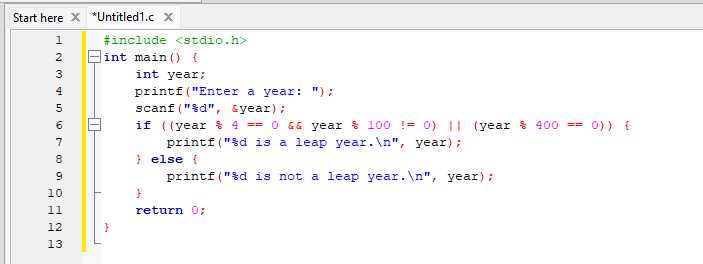 Start here X *Untitled1.c X
1 #include <stdio.h>
2 int main() {
3     int year;
4     printf("Enter a year: ");
5     scanf("%d", &year);
6     if ((year % 4 == 0 && year % 100 != 0) || (year % 400 == 0)) {
7         printf("%d is a leap year.\n", year);
8     } else {
9         printf("%d is not a leap year.\n", year);
10     }
11     return 0;
12 }
13